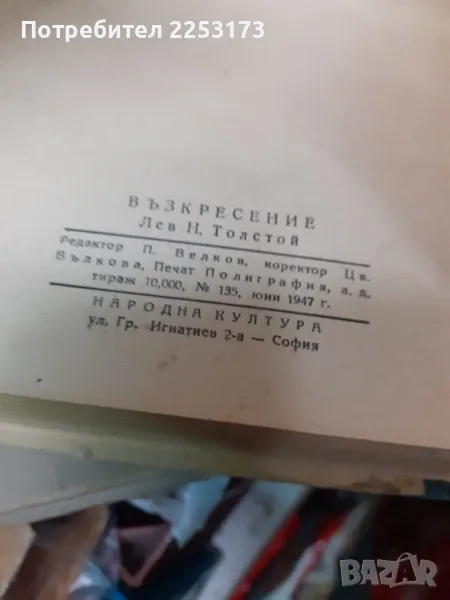 Потребител 2253173
ВЪЗКРЕСЕНИЕ
Лев Н. Толстой
Редактор П. Велков, коректор Цв.
Вълкова, Печат Полиграфия, а. д.
тираж 10,000, № 135, юни 1947 г.
НАРОДНА КУЛТУРА
ул. Гр. Игнатиев 2-а — София
BAZAR